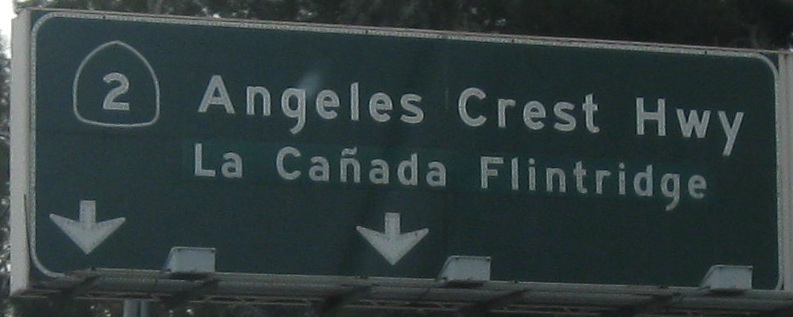 2 Angeles Crest Hwy
La Cañada Flintridge